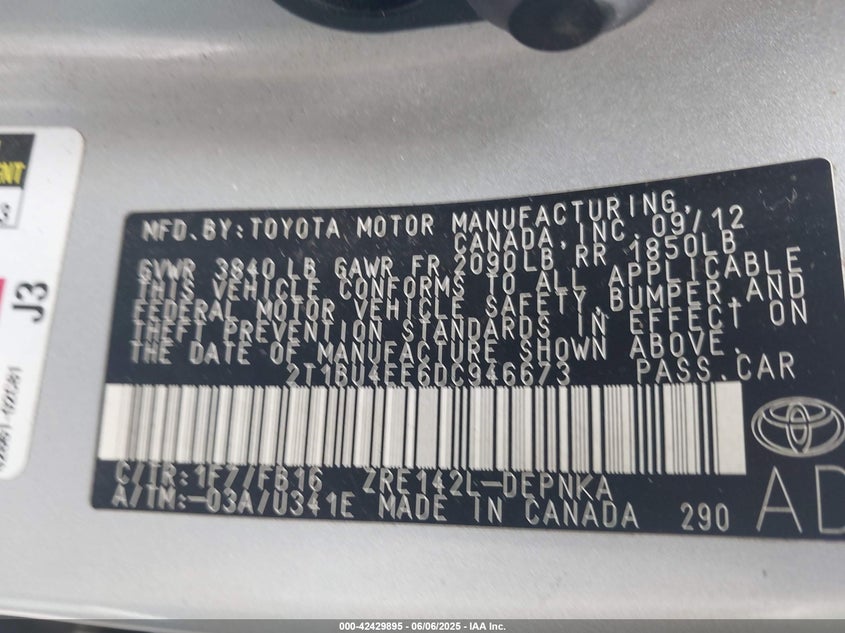 MFD.BY:TOYOTA MOTOR MANUFACTURING,
CANADA, INC. 09/12
GVWR 3840 LB GAWR FR 2090LB RR 1850LB
THIS VEHICLE CONFORMS TO ALL APPLICABLE
FEDERAL MOTOR VEHICLE SAFETY,BUMPER,AND
THEFT PREVENTION STANDARDS IN EFFECT ON
THE DATE OF MANUFACTURE SHOWN ABOVE.
2T1BU4EE6DC946673 PASS.CAR
C/TR:1F7/FB16 ZRE142L-DEPNKA
A/TM:-03A/U341E MADE IN CANADA 290
AD
J3
000-42429895 - 06/06/2025 - IAA Inc.